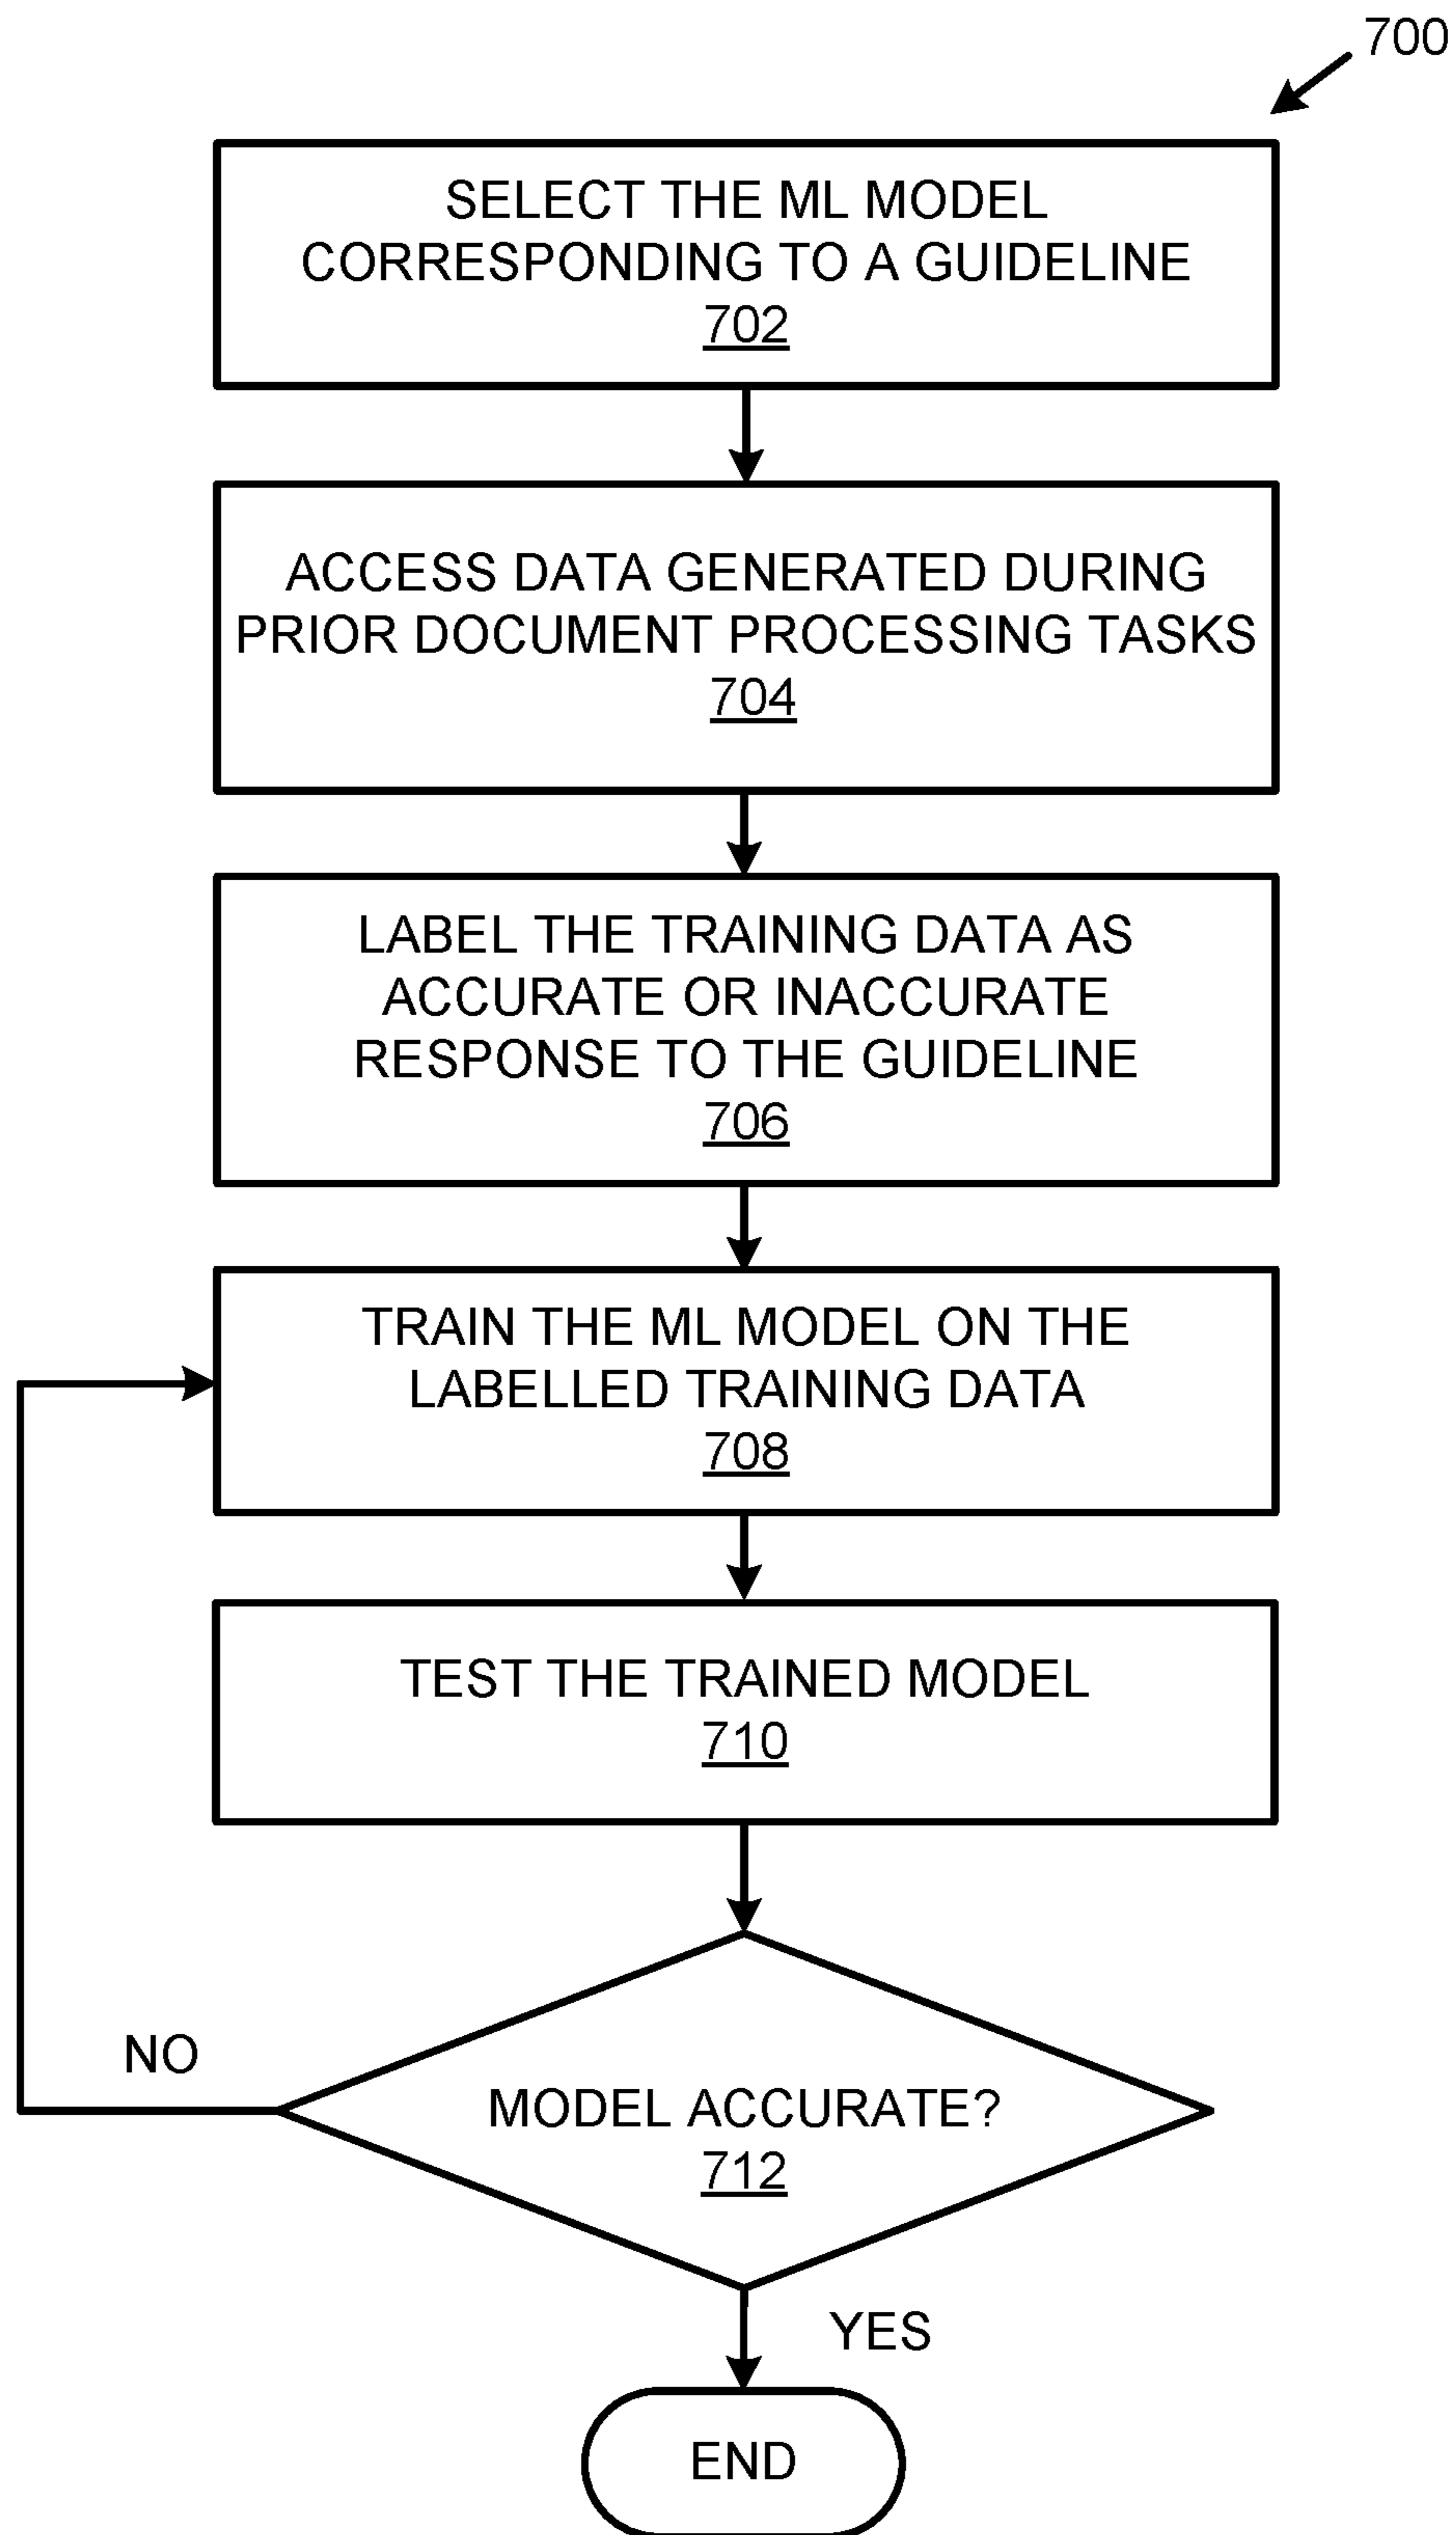 700
SELECT THE ML MODEL
CORRESPONDING TO A GUIDELINE
702
ACCESS DATA GENERATED DURING
PRIOR DOCUMENT PROCESSING TASKS
704
LABEL THE TRAINING DATA AS
ACCURATE OR INACCURATE
RESPONSE TO THE GUIDELINE
706
TRAIN THE ML MODEL ON THE
LABELLED TRAINING DATA
708
TEST THE TRAINED MODEL
710
NO
MODEL ACCURATE?
712
YES
END